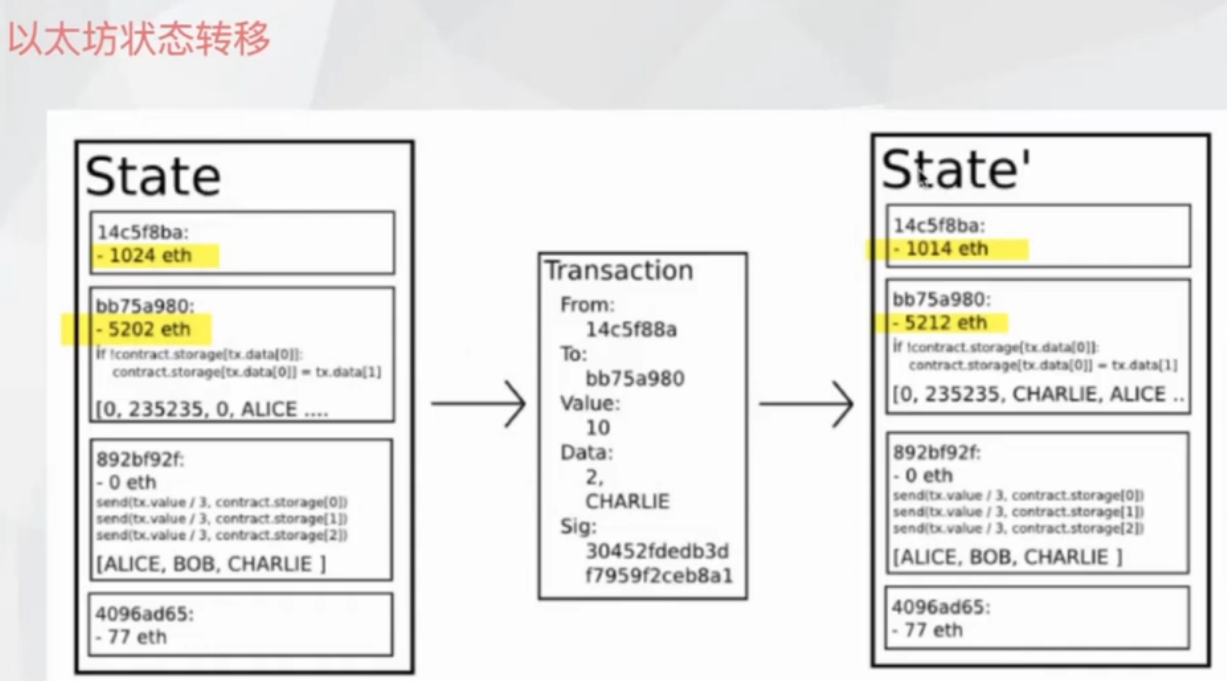 以太坊状态转移
State
14c5f8ba:
- 1024 eth
bb75a980:
- 5202 eth
if !contract.storage[tx.data[0]]:
contract.storage[tx.data[0]] = tx.data[1]
[0, 235235, 0, ALICE ....
892bf92f:
- 0 eth
send(tx.value / 3, contract.storage[0])
send(tx.value / 3, contract.storage[1])
send(tx.value / 3, contract.storage[2])
[ALICE, BOB, CHARLIE ]
4096ad65:
- 77 eth
Transaction
From:
14c5f88a
To:
bb75a980
Value:
10
Data:
2,
CHARLIE
Sig:
30452fdedb3d
f7959f2ceb8a1
State'
14c5f8ba:
- 1014 eth
bb75a980:
- 5212 eth
if !contract.storage[tx.data[0]]:
contract.storage[tx.data[0]] = tx.data[1]
[0, 235235, CHARLIE, ALICE ..
892bf92f:
- 0 eth
send(tx.value / 3, contract.storage[0])
send(tx.value / 3, contract.storage[1])
send(tx.value / 3, contract.storage[2])
[ALICE, BOB, CHARLIE ]
4096ad65:
- 77 eth